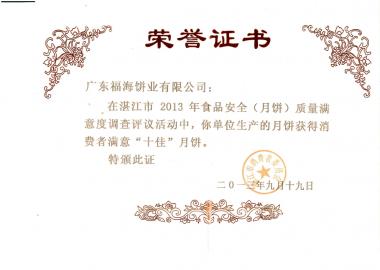 荣誉证书
广东福海饼业有限公司：
在湛江市 2013 年食品安全（月饼）质量满
意度调查评议活动中，你单位生产的月饼获得消
费者满意“十佳”月饼。
特颁此证
二〇一三年九月十九日